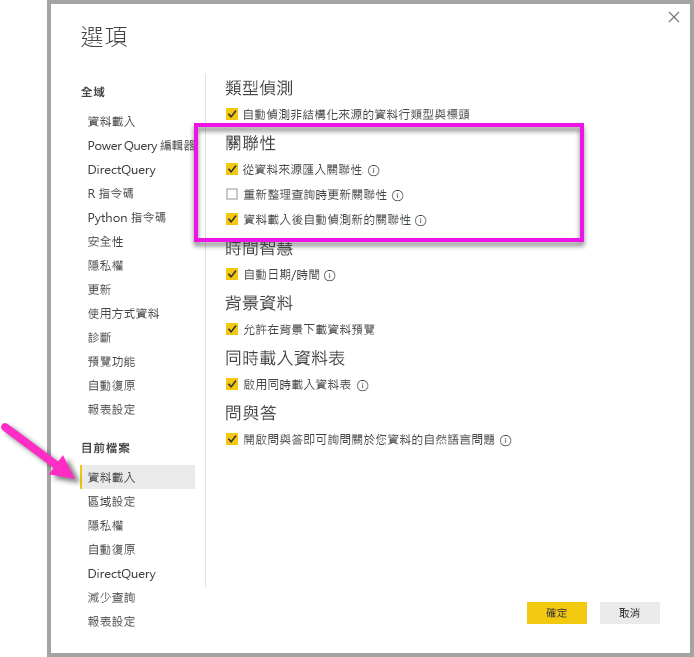 選項
全域
資料載入
Power Query 編輯器
DirectQuery
R 指令碼
Python 指令碼
安全性
隱私權
更新
使用方式資料
診斷
預覽功能
自動復原
報表設定
目前檔案
資料載入
區域設定
隱私權
自動復原
DirectQuery
減少查詢
報表設定
類型偵測
自動偵測非結構化來源的資料行類型與標頭
關聯性
從資料來源匯入關聯性
重新整理查詢時更新關聯性
資料載入後自動偵測新的關聯性
時間智慧
自動日期/時間
背景資料
允許在背景下載資料預覽
同時載入資料表
啟用同時載入資料表
問與答
開啟問與答即可詢問關於您資料的自然語言問題
確定
取消